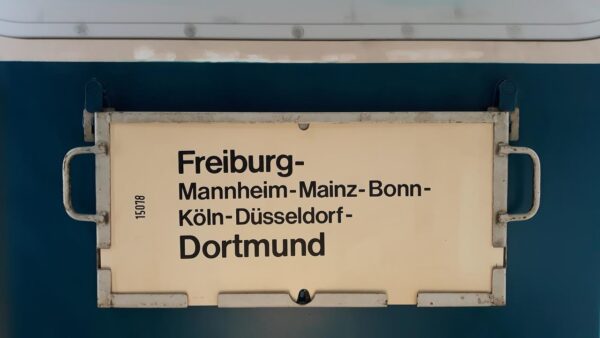 Freiburg-
Mannheim-Mainz-Bonn-
Köln-Düsseldorf-
Dortmund
15078